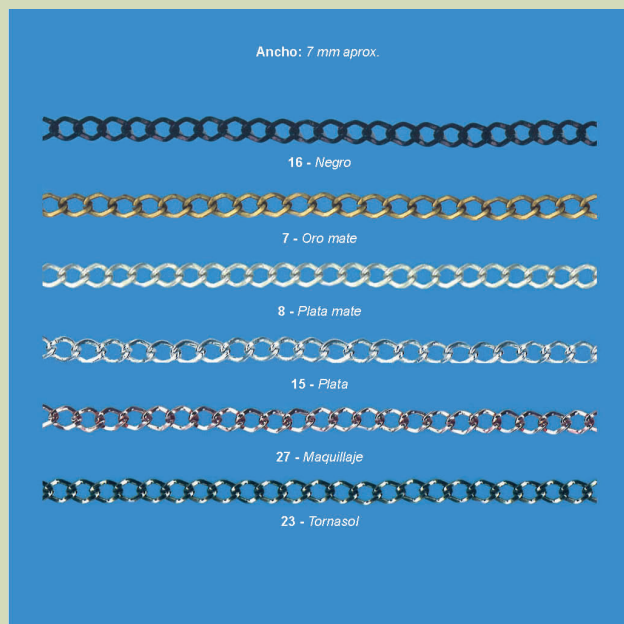 Ancho: 7 mm aprox.
16 - Negro
7 - Oro mate
8 - Plata mate
15 - Plata
27 - Maquillaje
23 - Tornasol